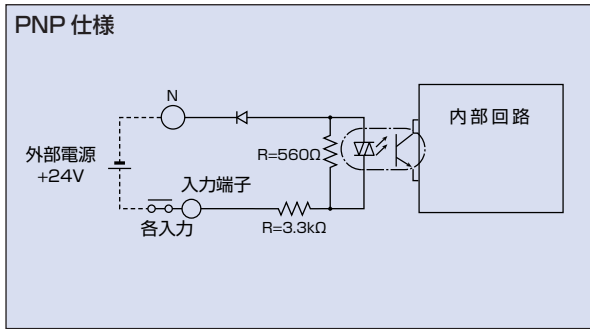 PNP 仕様
N
内部回路
外部電源
+24V
R=560Ω
入力端子
各入力
R=3.3kΩ